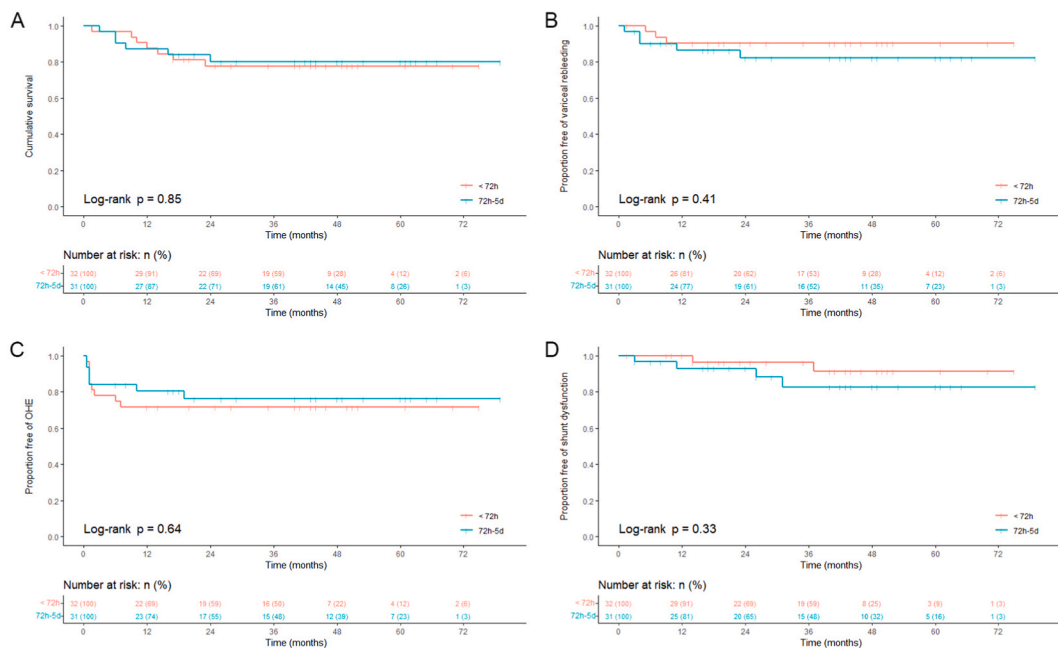 A
1.0
0.8
0.6
0.4
0.2
0.0
Cumulative survival
Log-rank p = 0.85
< 72h
72h-5d
0 12 24 36 48 60 72
Time (months)
Number at risk: n (%)
< 72h 32 (100) 29 (91) 22 (69) 19 (59) 9 (28) 4 (12) 2 (6)
72h-5d 31 (100) 27 (87) 22 (71) 19 (61) 14 (45) 8 (26) 1 (3)
0 12 24 36 48 60 72
Time (months)
B
1.0
0.8
0.6
0.4
0.2
0.0
Proportion free of variceal rebleeding
Log-rank p = 0.41
< 72h
72h-5d
0 12 24 36 48 60 72
Time (months)
Number at risk: n (%)
< 72h 32 (100) 26 (81) 20 (62) 17 (53) 9 (28) 4 (12) 2 (6)
72h-5d 31 (100) 24 (77) 19 (61) 16 (52) 11 (35) 7 (23) 1 (3)
0 12 24 36 48 60 72
Time (months)
C
1.0
0.8
0.6
0.4
0.2
0.0
Proportion free of OHE
Log-rank p = 0.64
< 72h
72h-5d
0 12 24 36 48 60 72
Time (months)
Number at risk: n (%)
< 72h 32 (100) 22 (69) 19 (59) 16 (50) 7 (22) 4 (12) 2 (6)
72h-5d 31 (100) 23 (74) 17 (55) 15 (48) 12 (39) 7 (23) 1 (3)
0 12 24 36 48 60 72
Time (months)
D
1.0
0.8
0.6
0.4
0.2
0.0
Proportion free of shunt dysfunction
Log-rank p = 0.33
< 72h
72h-5d
0 12 24 36 48 60 72
Time (months)
Number at risk: n (%)
< 72h 32 (100) 29 (91) 22 (69) 19 (59) 8 (25) 3 (9) 1 (3)
72h-5d 31 (100) 25 (81) 20 (65) 15 (48) 10 (32) 5 (16) 1 (3)
0 12 24 36 48 60 72
Time (months)